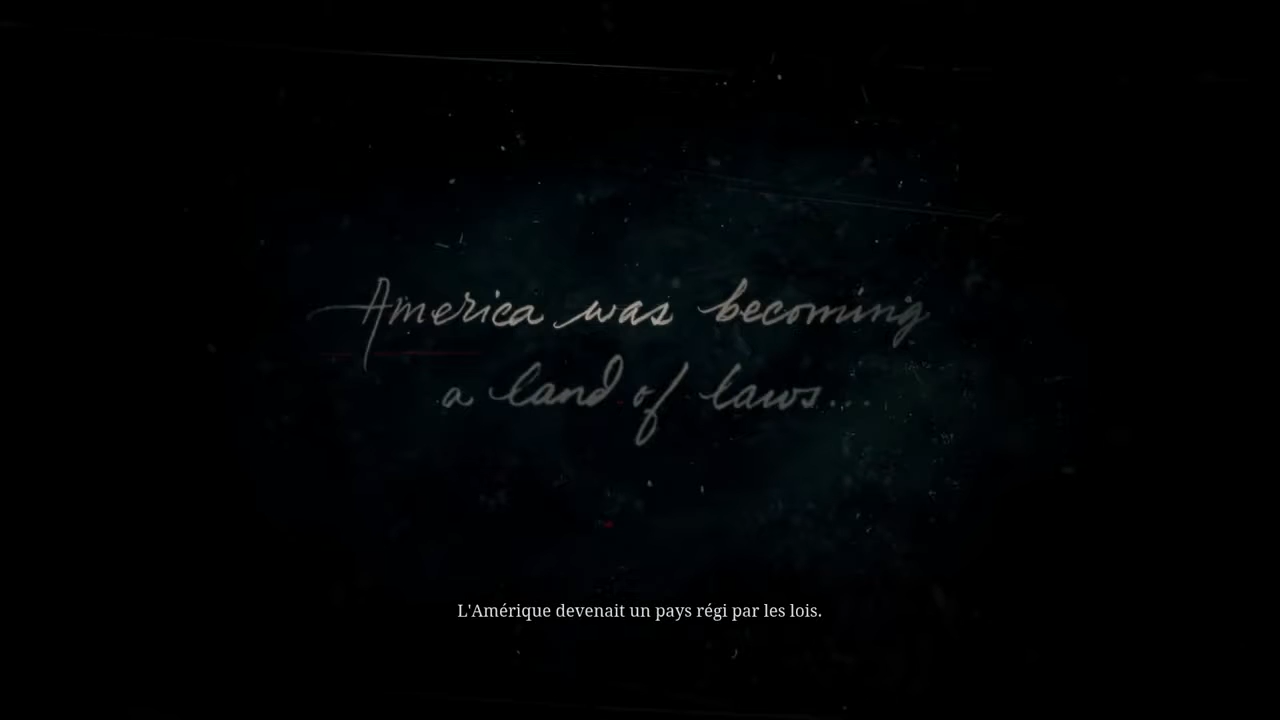 America was becoming
a land of laws...
L'Amérique devenait un pays régi par les lois.